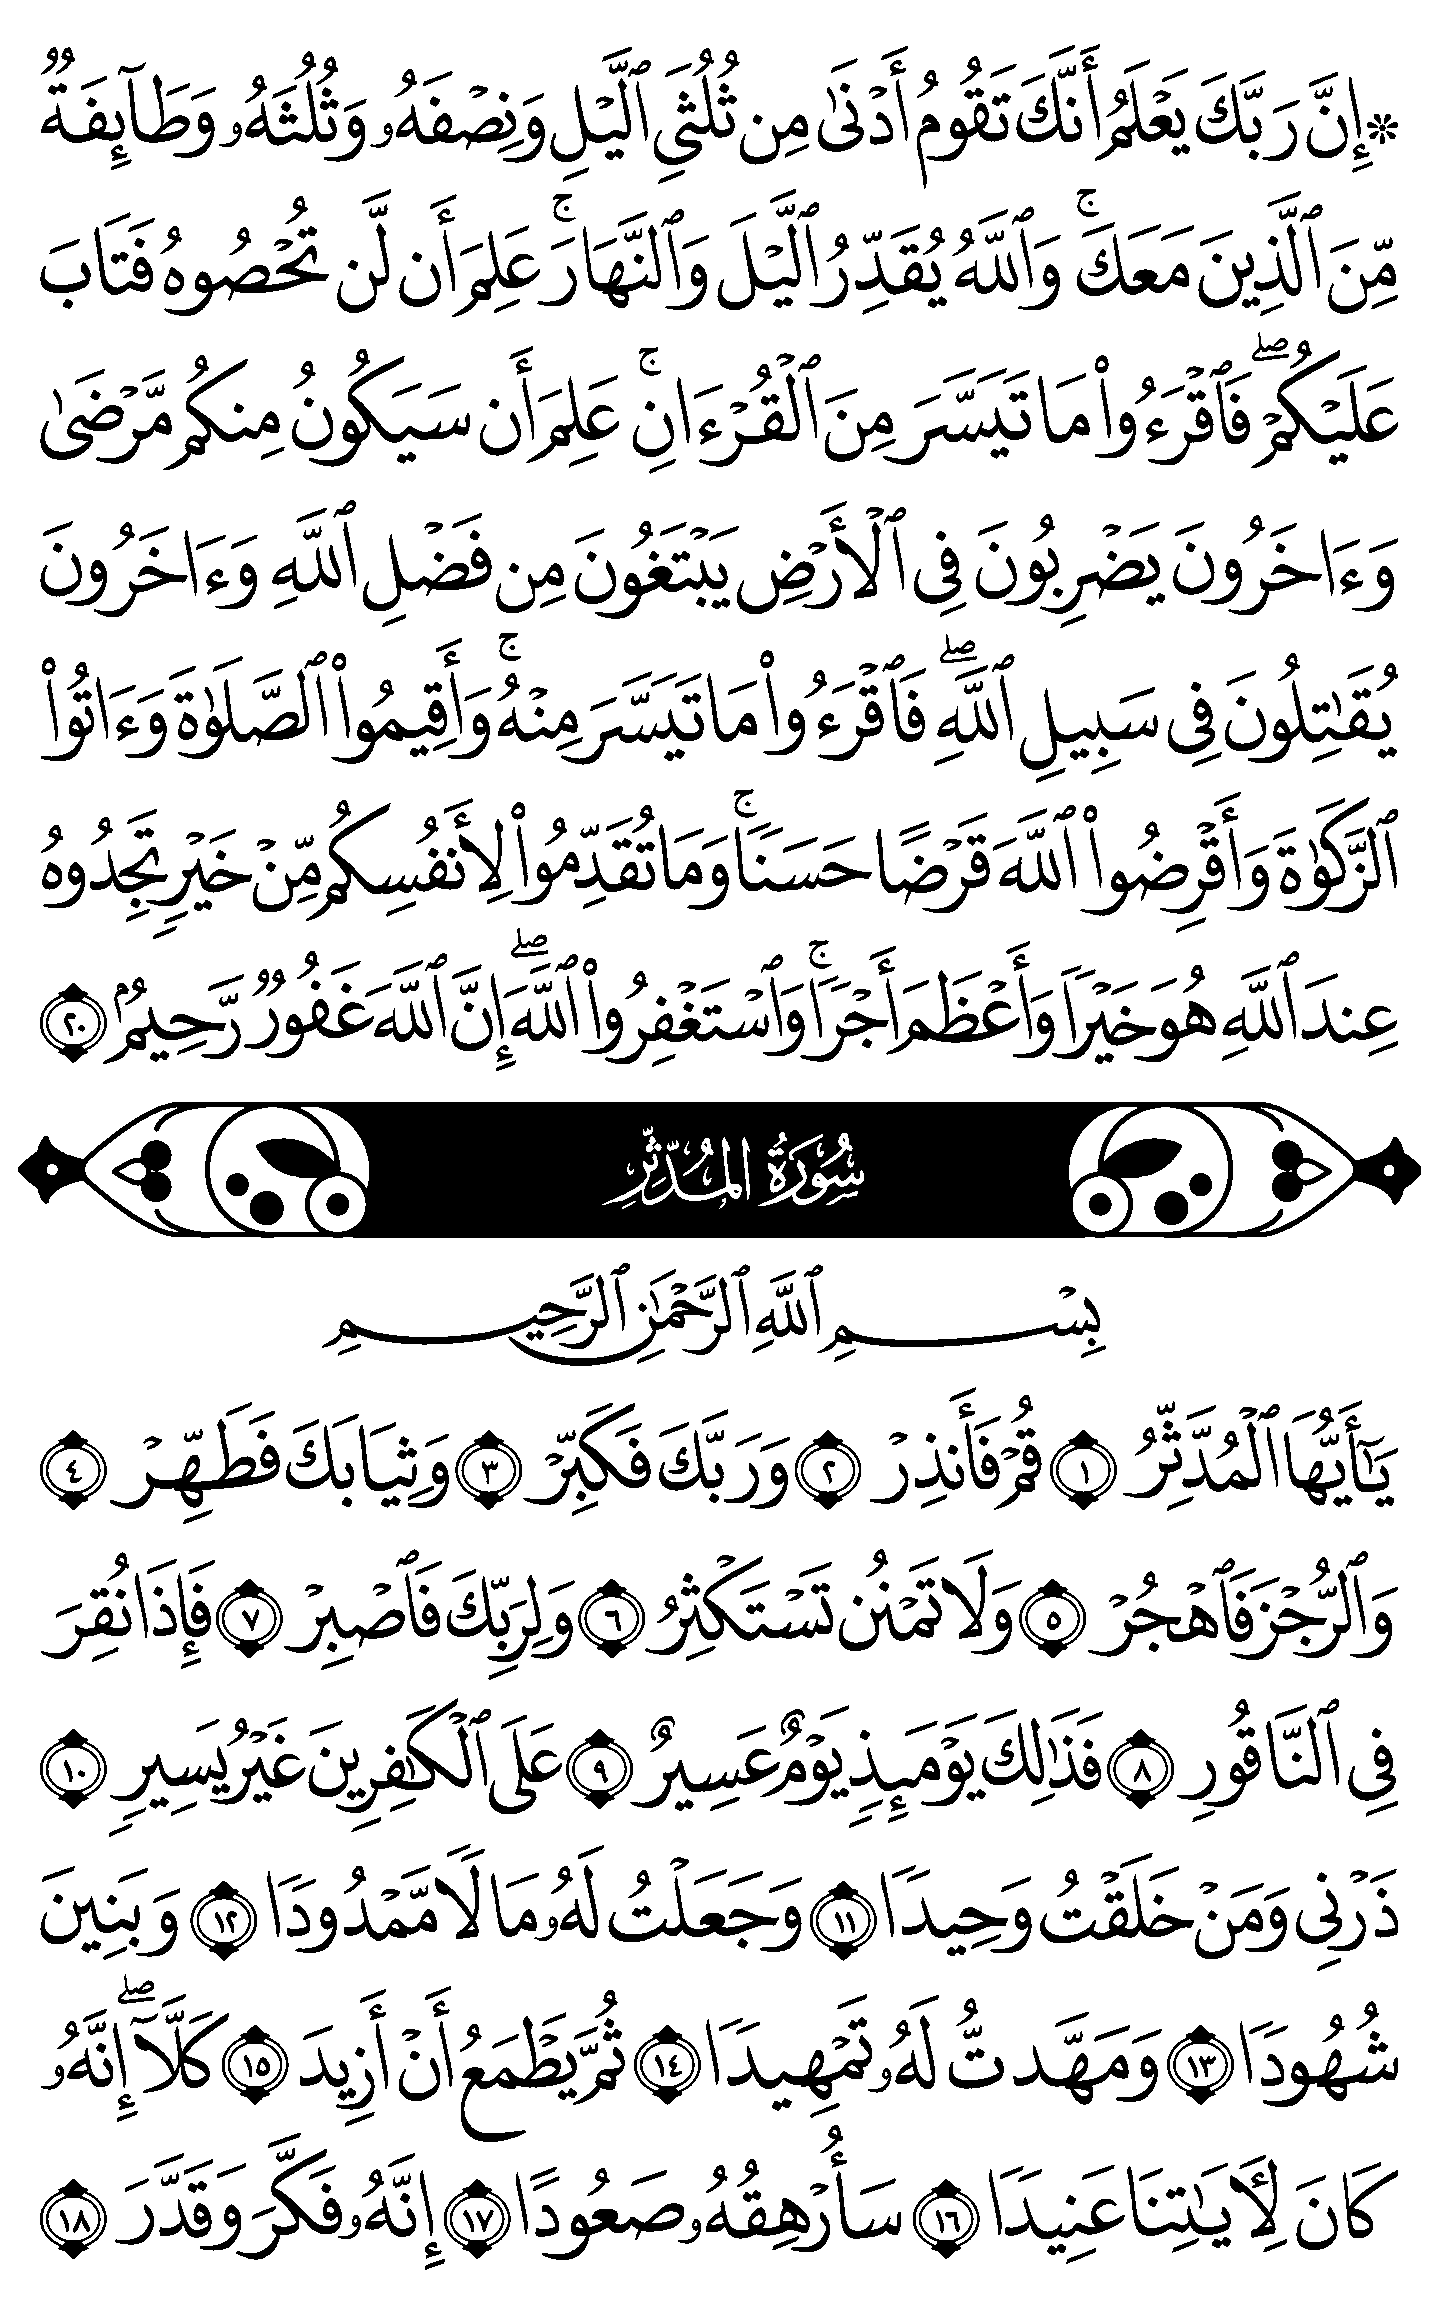 ۞إِنَّ رَبَّكَ يَعْلَمُ أَنَّكَ تَقُومُ أَدْنَىٰ مِن ثُلُثَىِ ٱلَّيْلِ وَنِصْفَهُۥ وَثُلُثَهُۥ وَطَآئِفَةٌ
مِّنَ ٱلَّذِينَ مَعَكَ ۚ وَٱللَّهُ يُقَدِّرُ ٱلَّيْلَ وَٱلنَّهَارَ ۚ عَلِمَ أَن لَّن تُحْصُوهُ فَتَابَ
عَلَيْكُمْ ۖ فَٱقْرَءُوا۟ مَا تَيَسَّرَ مِنَ ٱلْقُرْءَانِ ۚ عَلِمَ أَن سَيَكُونُ مِنكُم مَّرْضَىٰ
وَءَاخَرُونَ يَضْرِبُونَ فِى ٱلْأَرْضِ يَبْتَغُونَ مِن فَضْلِ ٱللَّهِ وَءَاخَرُونَ
يُقَٰتِلُونَ فِى سَبِيلِ ٱللَّهِ ۖ فَٱقْرَءُوا۟ مَا تَيَسَّرَ مِنْهُ ۚ وَأَقِيمُوا۟ ٱلصَّلَوٰةَ وَءَاتُوا۟
ٱلزَّكَوٰةَ وَأَقْرِضُوا۟ ٱللَّهَ قَرْضًا حَسَنًا ۚ وَمَا تُقَدِّمُوا۟ لِأَنفُسِكُم مِّنْ خَيْرٍ تَجِدُوهُ
عِندَ ٱللَّهِ هُوَ خَيْرًا وَأَعْظَمَ أَجْرًا ۚ وَٱسْتَغْفِرُوا۟ ٱللَّهَ ۖ إِنَّ ٱللَّهَ غَفُورٌ رَّحِيمٌۢ ٢٠
سُورَةُ المُدَّثِّرِ
بِسْمِ ٱللَّهِ ٱلرَّحْمَٰنِ ٱلرَّحِيمِ
يَٰٓأَيُّهَا ٱلْمُدَّثِّرُ ١ قُمْ فَأَنذِرْ ٢ وَرَبَّكَ فَكَبِّرْ ٣ وَثِيَابَكَ فَطَهِّرْ ٤
وَٱلرُّجْزَ فَٱهْجُرْ ٥ وَلَا تَمْنُن تَسْتَكْثِرُ ٦ وَلِرَبِّكَ فَٱصْبِرْ ٧ فَإِذَا نُقِرَ
فِى ٱلنَّاقُورِ ٨ فَذَٰلِكَ يَوْمَئِذٍ يَوْمٌ عَسِيرٌ ٩ عَلَى ٱلْكَٰفِرِينَ غَيْرُ يَسِيرٍ ١٠
ذَرْنِى وَمَنْ خَلَقْتُ وَحِيدًا ١١ وَجَعَلْتُ لَهُۥ مَالًا مَّمْدُودًا ١٢ وَبَنِينَ
شُهُودًا ١٣ وَمَهَّدتُّ لَهُۥ تَمْهِيدًا ١٤ ثُمَّ يَطْمَعُ أَنْ أَزِيدَ ١٥ كَلَّآ ۖ إِنَّهُۥ
كَانَ لِءَايَٰتِنَا عَنِيدًا ١٦ سَأُرْهِقُهُۥ صَعُودًا ١٧ إِنَّهُۥ فَكَّرَ وَقَدَّرَ ١٨